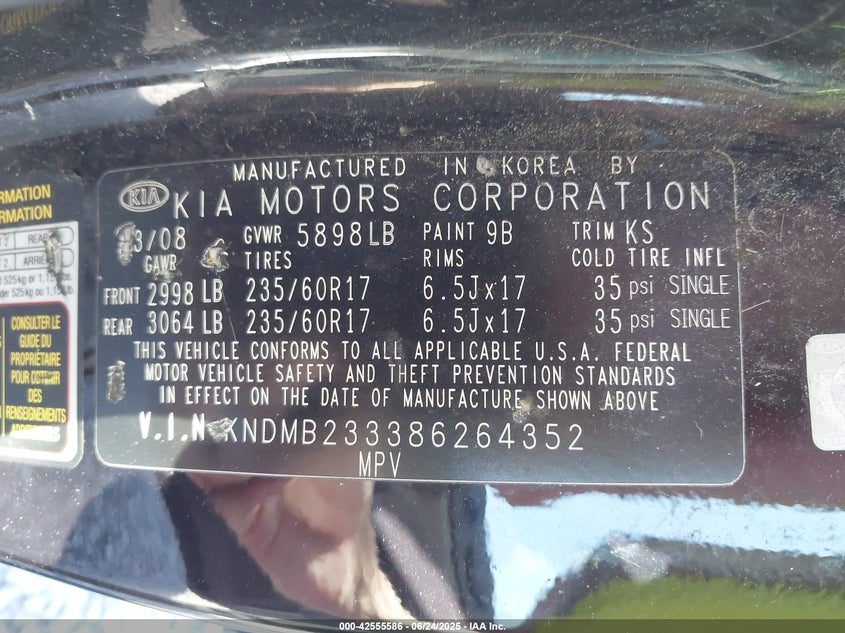 MANUFACTURED IN KOREA BY
KIA KIA MOTORS CORPORATION
3/08 GVWR 5898LB PAINT 9B TRIM KS
GAWR TIRES RIMS COLD TIRE INFL
FRONT 2998 LB 235/60R17 6.5Jx17 35 psi SINGLE
REAR 3064 LB 235/60R17 6.5Jx17 35 psi SINGLE
THIS VEHICLE CONFORMS TO ALL APPLICABLE U.S.A. FEDERAL
MOTOR VEHICLE SAFETY AND THEFT PREVENTION STANDARDS
IN EFFECT ON THE DATE OF MANUFACTURE SHOWN ABOVE
V.I.N KNDMB233386264352
MPV
CONSULTER LE
GUIDE DU
PROPRIÉTAIRE
POUR OBTENIR
DES
RENSEIGNEMENTS
000-42555586 - 06/24/2025 - IAA Inc.